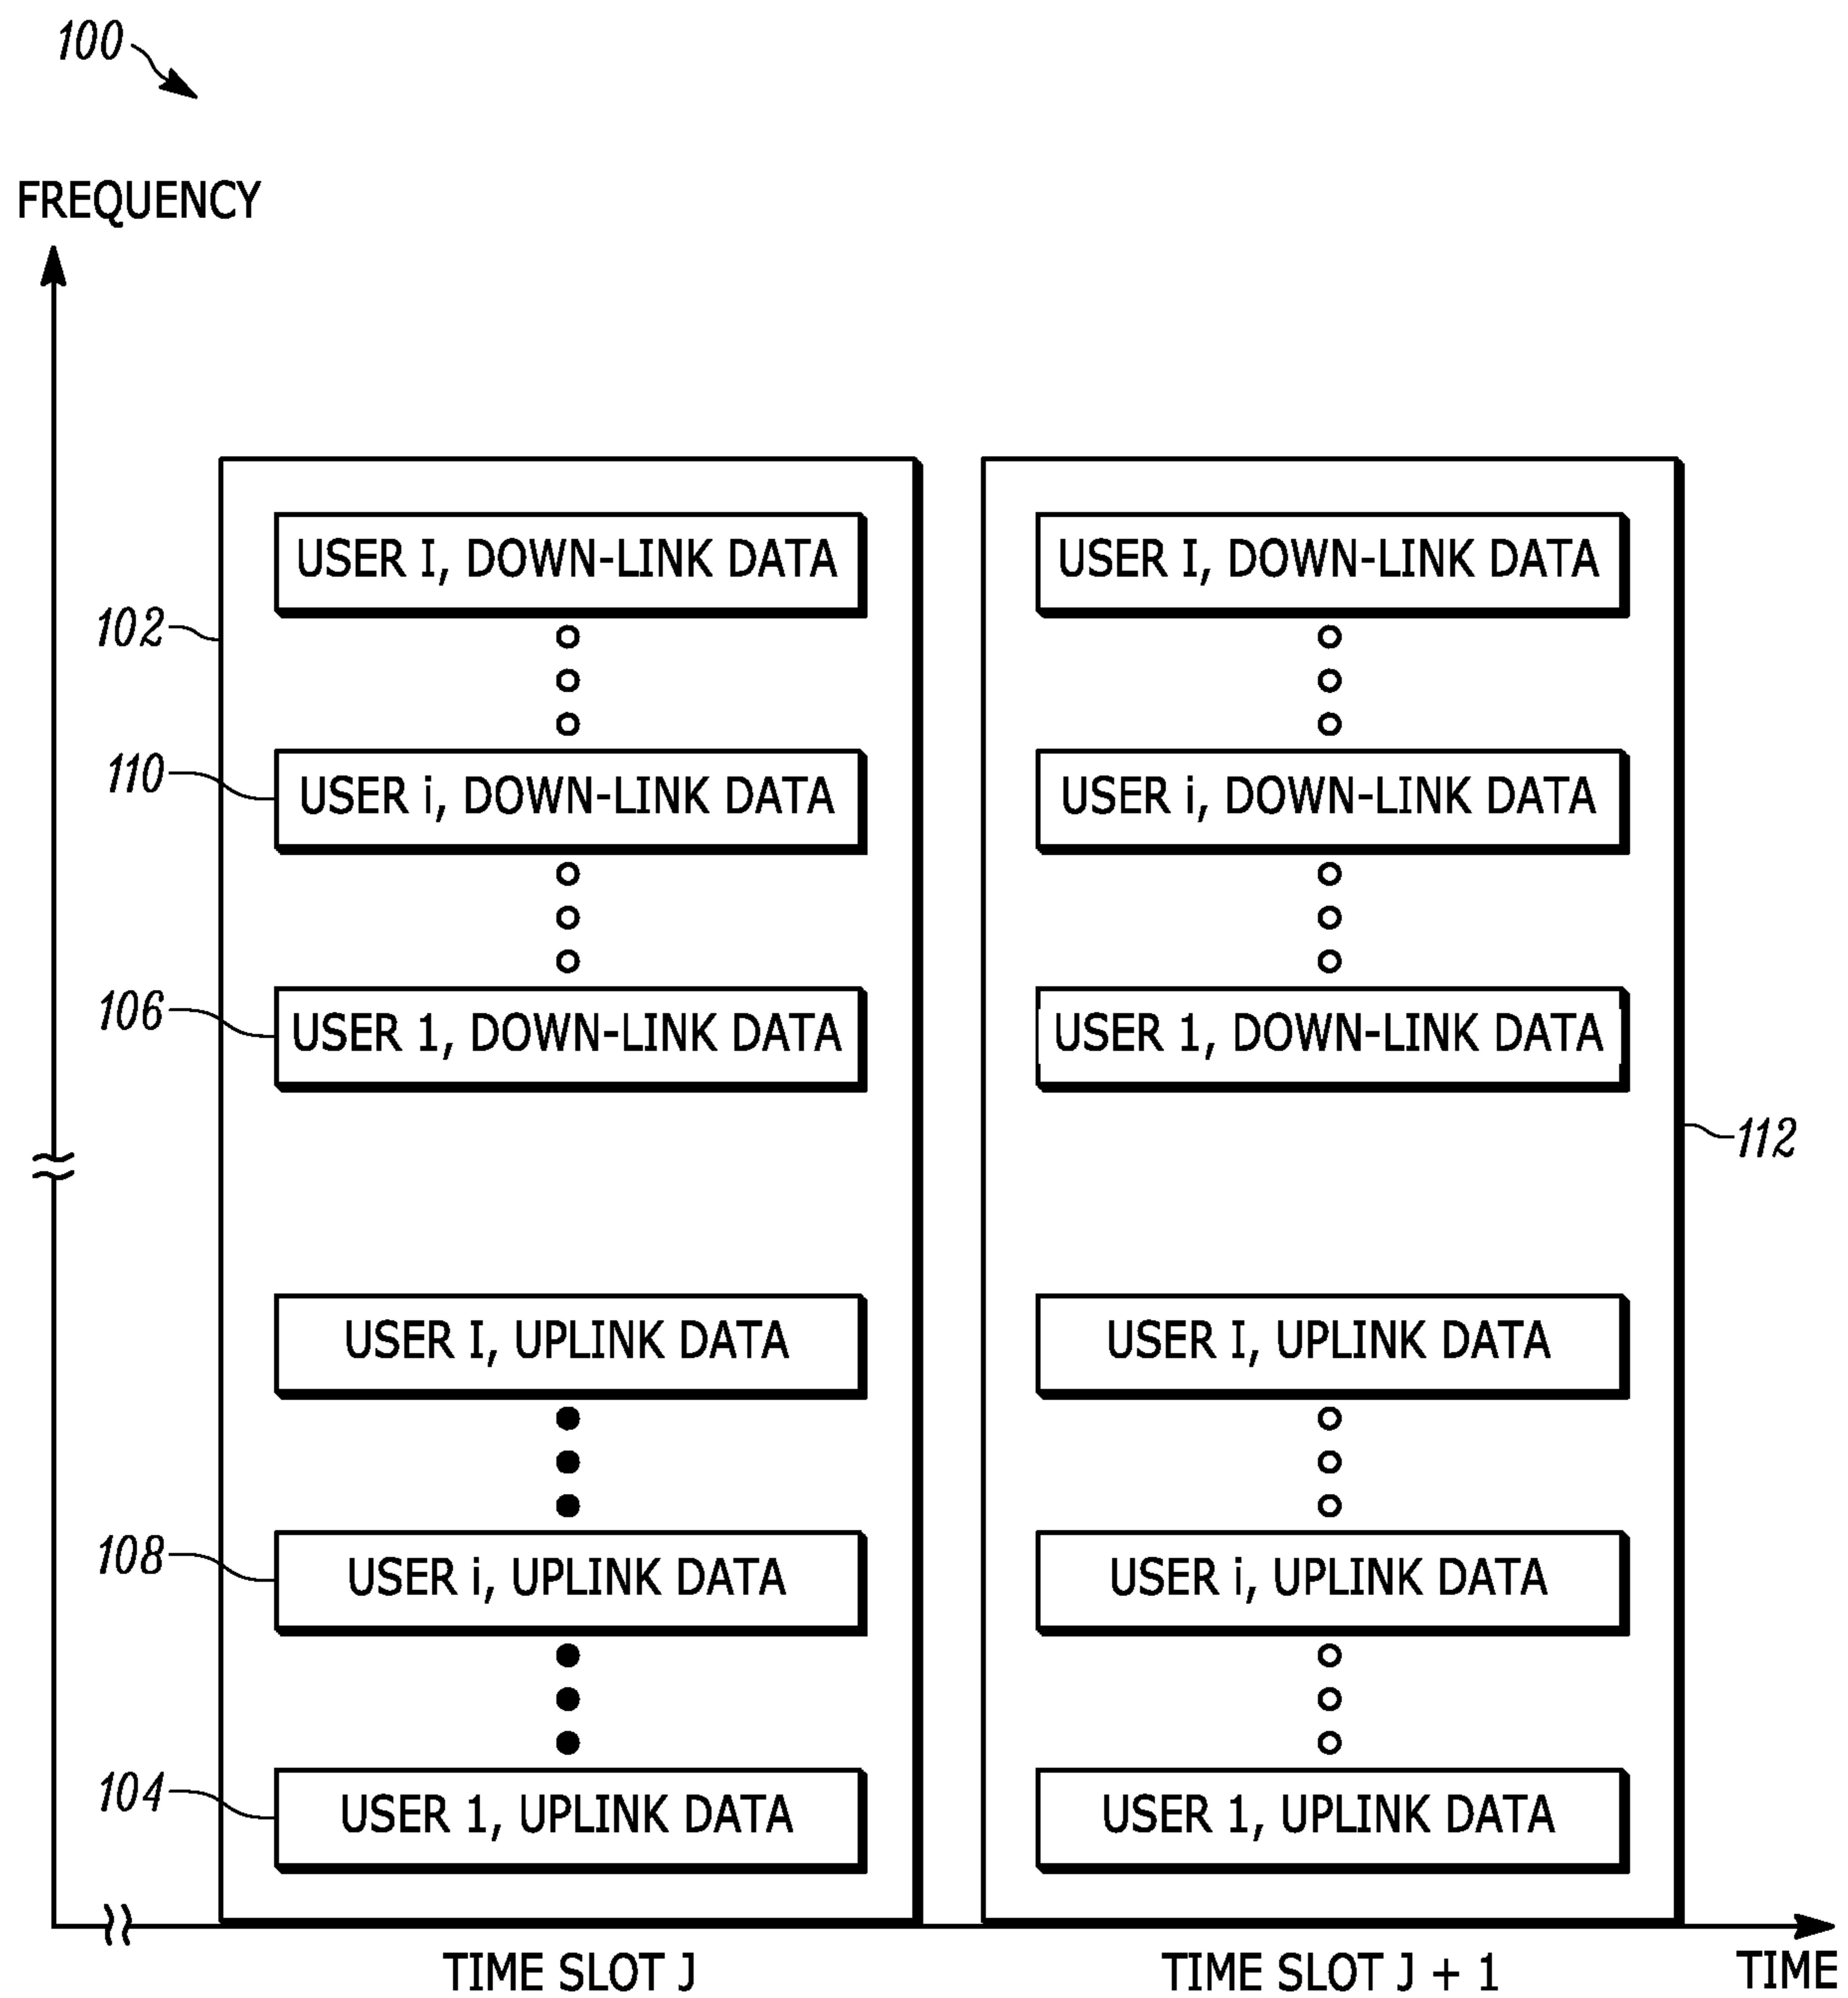 100
FREQUENCY
USER I, DOWN-LINK DATA
USER I, DOWN-LINK DATA
102
110
USER i, DOWN-LINK DATA
USER i, DOWN-LINK DATA
106
USER 1, DOWN-LINK DATA
USER 1, DOWN-LINK DATA
112
USER I, UPLINK DATA
USER I, UPLINK DATA
108
USER i, UPLINK DATA
USER i, UPLINK DATA
104
USER 1, UPLINK DATA
USER 1, UPLINK DATA
TIME SLOT J
TIME SLOT J + 1
TIME